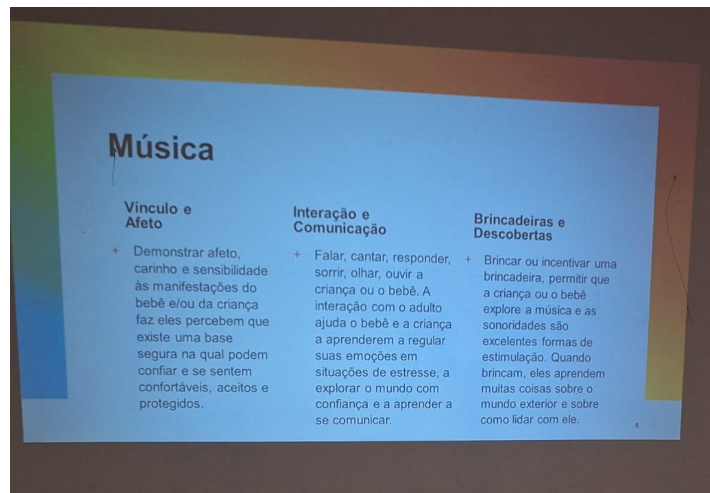 Música
Vinculo e
Afeto
+ Demonstrar afeto,
carinho e sensibilidade
às manifestações do
bebê e/ou da criança
faz eles percebem que
existe uma base
segura na qual podem
confiar e se sentem
confortáveis, aceitos e
protegidos.
Interação e
Comunicação
+ Falar, cantar, responder,
sorrir, olhar, ouvir a
criança ou o bebê. A
interação com o adulto
ajuda o bebê e a criança
a aprenderem a regular
suas emoções em
situações de estresse, a
explorar o mundo com
confiança e a aprender a
se comunicar.
Brincadeiras e
Descobertas
+ Brincar ou incentivar uma
brincadeira, permitir que
a criança ou o bebê
explore a música e as
sonoridades são
excelentes formas de
estimulação. Quando
brincam, eles aprendem
muitas coisas sobre o
mundo exterior e sobre
como lidar com ele.